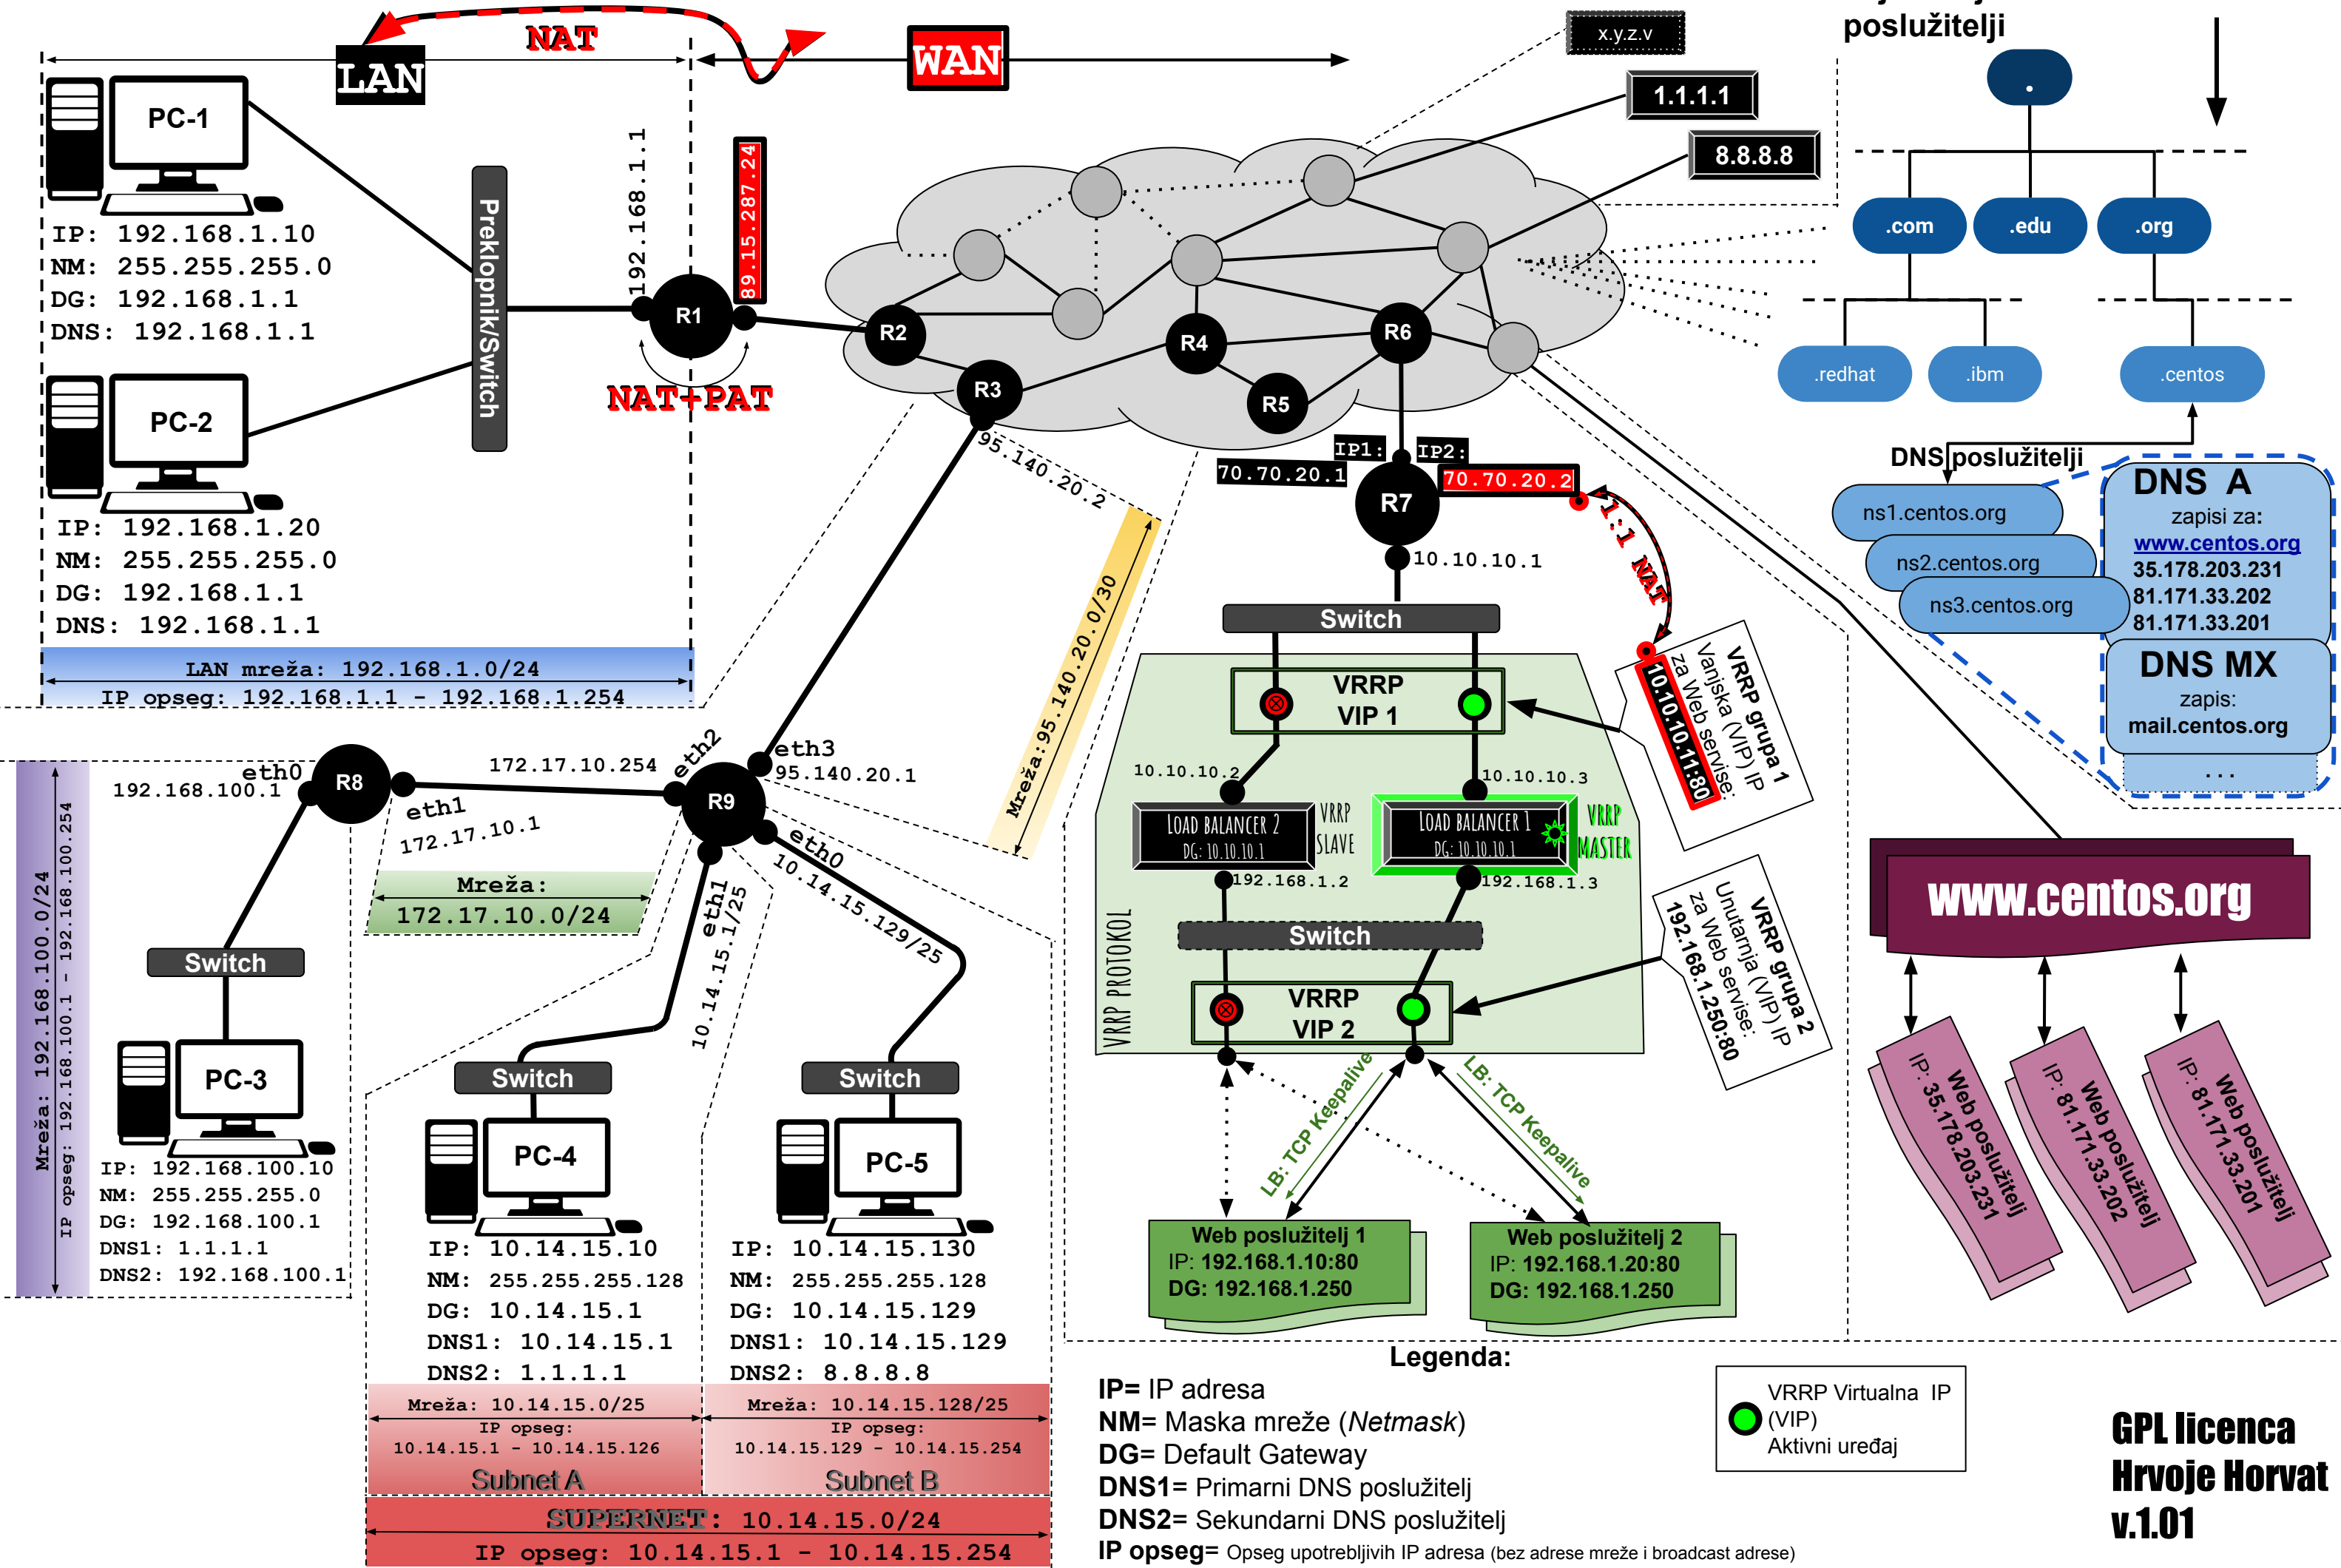 NAT
LAN
WAN
PC-1
IP: 192.168.1.10
NM: 255.255.255.0
DG: 192.168.1.1
DNS: 192.168.1.1
PC-2
IP: 192.168.1.20
NM: 255.255.255.0
DG: 192.168.1.1
DNS: 192.168.1.1
LAN mreža: 192.168.1.0/24
IP opseg: 192.168.1.1 - 192.168.1.254
Preklopnik/Switch
192.168.1.1
89.15.287.24
R1
NAT+PAT
R2
R3
R4
R5
R6
x.y.z.v
1.1.1.1
8.8.8.8
poslužitelji
.
.com
.edu
.org
.redhat
.ibm
.centos
DNS poslužitelji
ns1.centos.org
ns2.centos.org
ns3.centos.org
DNS A
zapisi za:
www.centos.org
35.178.203.231
81.171.33.202
81.171.33.201
DNS MX
zapis:
mail.centos.org
...
95.140.20.2
Mreža: 95.140.20.0/30
IP1:
70.70.20.1
IP2:
70.70.20.2
R7
10.10.10.1
1:1 NAT
Switch
VRRP
VIP 1
10.10.10.11:80
VRRP grupa 1
Vanjska (VIP) IP
za Web servise:
10.10.10.2
10.10.10.3
LOAD BALANCER 2
DG: 10.10.10.1
VRRP
SLAVE
LOAD BALANCER 1
DG: 10.10.10.1
VRRP
MASTER
192.168.1.2
192.168.1.3
Switch
VRRP PROTOKOL
VRRP
VIP 2
VRRP grupa 2
Unutarnja (VIP) IP
za Web servise:
192.168.1.250:80
LB: TCP Keepalive
LB: TCP Keepalive
Web poslužitelj 1
IP: 192.168.1.10:80
DG: 192.168.1.250
Web poslužitelj 2
IP: 192.168.1.20:80
DG: 192.168.1.250
www.centos.org
Web poslužitelj
IP: 35.178.203.231
Web poslužitelj
IP: 81.171.33.202
Web poslužitelj
IP: 81.171.33.201
Mreža: 192.168.100.0/24
IP opseg: 192.168.100.1 - 192.168.100.254
eth0
192.168.100.1
R8
eth1
172.17.10.1
172.17.10.254
eth2
R9
eth3
95.140.20.1
eth0
10.14.15.129/25
eth1
10.14.15.1/25
Mreža:
172.17.10.0/24
Switch
PC-3
IP: 192.168.100.10
NM: 255.255.255.0
DG: 192.168.100.1
DNS1: 1.1.1.1
DNS2: 192.168.100.1
Switch
PC-4
IP: 10.14.15.10
NM: 255.255.255.128
DG: 10.14.15.1
DNS1: 10.14.15.1
DNS2: 1.1.1.1
Switch
PC-5
IP: 10.14.15.130
NM: 255.255.255.128
DG: 10.14.15.129
DNS1: 10.14.15.129
DNS2: 8.8.8.8
Mreža: 10.14.15.0/25
IP opseg:
10.14.15.1 - 10.14.15.126
Subnet A
Mreža: 10.14.15.128/25
IP opseg:
10.14.15.129 - 10.14.15.254
Subnet B
SUPERNET: 10.14.15.0/24
IP opseg: 10.14.15.1 - 10.14.15.254
Legenda:
IP= IP adresa
NM= Maska mreže (Netmask)
DG= Default Gateway
DNS1= Primarni DNS poslužitelj
DNS2= Sekundarni DNS poslužitelj
IP opseg= Opseg upotrebljivih IP adresa (bez adrese mreže i broadcast adrese)
VRRP Virtualna IP
(VIP)
Aktivni uređaj
GPL licenca
Hrvoje Horvat
v.1.01